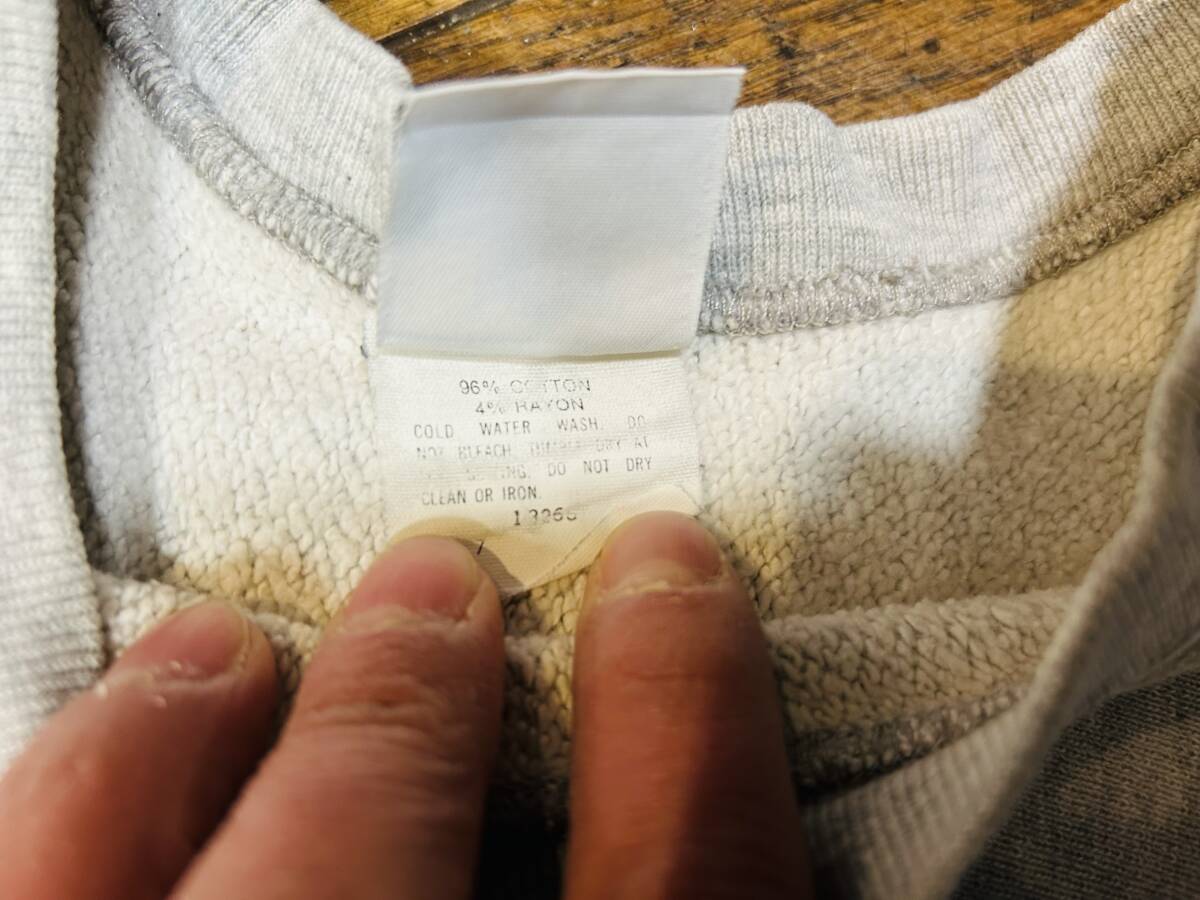 96% COTTON
4% RAYON
COLD WATER WASH. DO
NOT BLEACH. TUMBLE DRY AT
DO NOT DRY
CLEAN OR IRON.